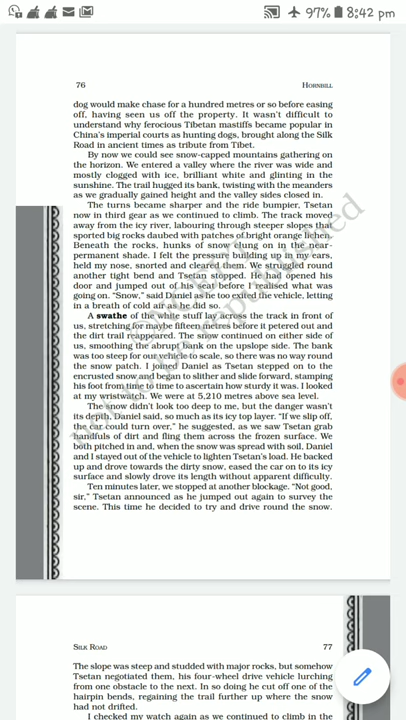 97% 8:42 pm
76 HORNBILL
dog would make chase for a hundred metres or so before easing
off, having seen us off the property. It wasn't difficult to
understand why ferocious Tibetan mastiffs became popular in
China's imperial courts as hunting dogs, brought along the Silk
Road in ancient times as tribute from Tibet.
By now we could see snow-capped mountains gathering on
the horizon. We entered a valley where the river was wide and
mostly clogged with ice, brilliant white and glinting in the
sunshine. The trail hugged its bank, twisting with the meanders
as we gradually gained height and the valley sides closed in.
The turns became sharper and the ride bumpier, Tsetan
now in third gear as we continued to climb. The track moved
away from the icy river, labouring through steeper slopes that
sported big rocks daubed with patches of bright orange lichen.
Beneath the rocks, hunks of snow clung on in the near-
permanent shade. I felt the pressure building up in my ears,
held my nose, snorted and cleared them. We struggled round
another tight bend and Tsetan stopped. He had opened his
door and jumped out of his seat before I realised what was
going on. "Snow," said Daniel as he too exited the vehicle, letting
in a breath of cold air as he did so.
A swathe of the white stuff lay across the track in front of
us, stretching for maybe fifteen metres before it petered out and
the dirt trail reappeared. The snow continued on either side of
us, smoothing the abrupt bank on the upslope side. The bank
was too steep for our vehicle to scale, so there was no way round
the snow patch. I joined Daniel as Tsetan stepped on to the
encrusted snow and began to slither and slide forward, stamping
his foot from time to time to ascertain how sturdy it was. I looked
at my wristwatch. We were at 5,210 metres above sea level.
The snow didn't look too deep to me, but the danger wasn't
its depth, Daniel said, so much as its icy top layer. "If we slip off,
the car could turn over," he suggested, as we saw Tsetan grab
handfuls of dirt and fling them across the frozen surface. We
both pitched in and, when the snow was spread with soil, Daniel
and I stayed out of the vehicle to lighten Tsetan's load. He backed
up and drove towards the dirty snow, eased the car on to its icy
surface and slowly drove its length without apparent difficulty.
Ten minutes later, we stopped at another blockage. "Not good,
sir," Tsetan announced as he jumped out again to survey the
scene. This time he decided to try and drive round the snow.
SILK ROAD 77
The slope was steep and studded with major rocks, but somehow
Tsetan negotiated them, his four-wheel drive vehicle lurching
from one obstacle to the next. In so doing he cut off one of the
hairpin bends, regaining the trail further up where the snow
had not drifted.
I checked my watch again as we continued to climb in the